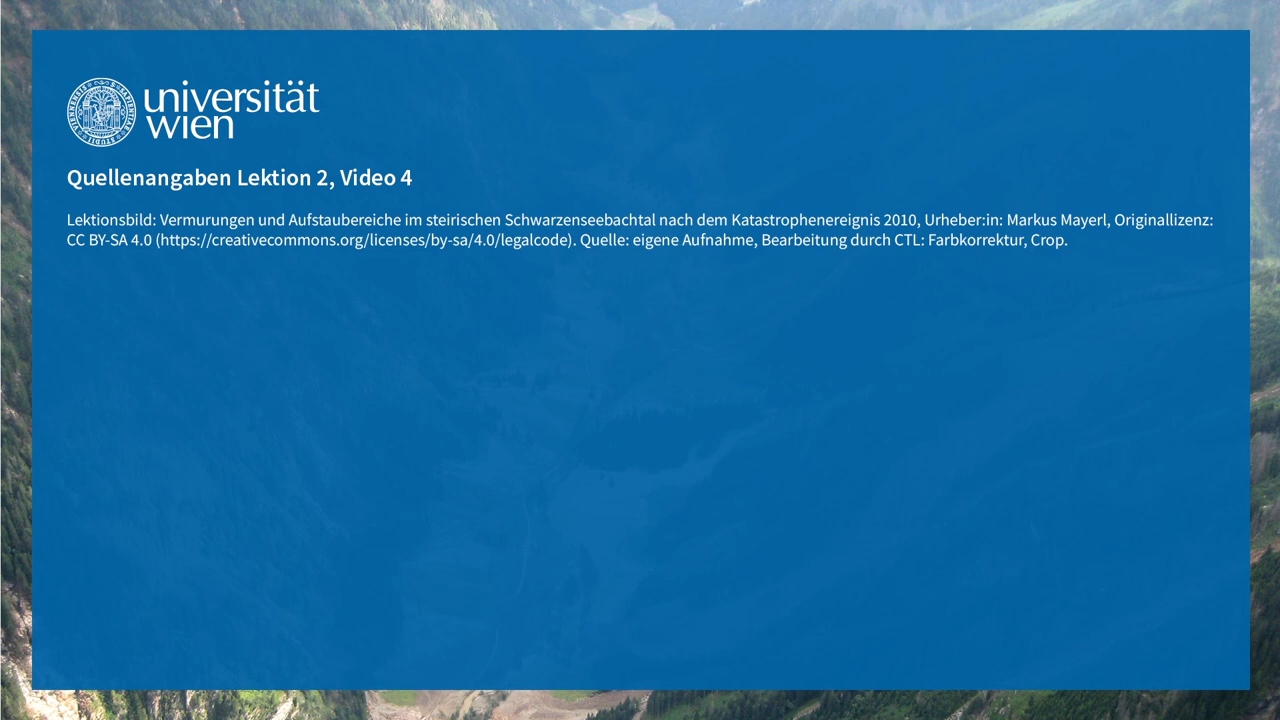 universität
wien
Quellenangaben Lektion 2, Video 4
Lektionsbild: Vermurungen und Aufstaubereiche im steirischen Schwarzenseebachtal nach dem Katastrophenereignis 2010, Urheber:in: Markus Mayerl, Originallizenz:
CC BY-SA 4.0 (https://creativecommons.org/licenses/by-sa/4.0/legalcode). Quelle: eigene Aufnahme, Bearbeitung durch CTL: Farbkorrektur, Crop.